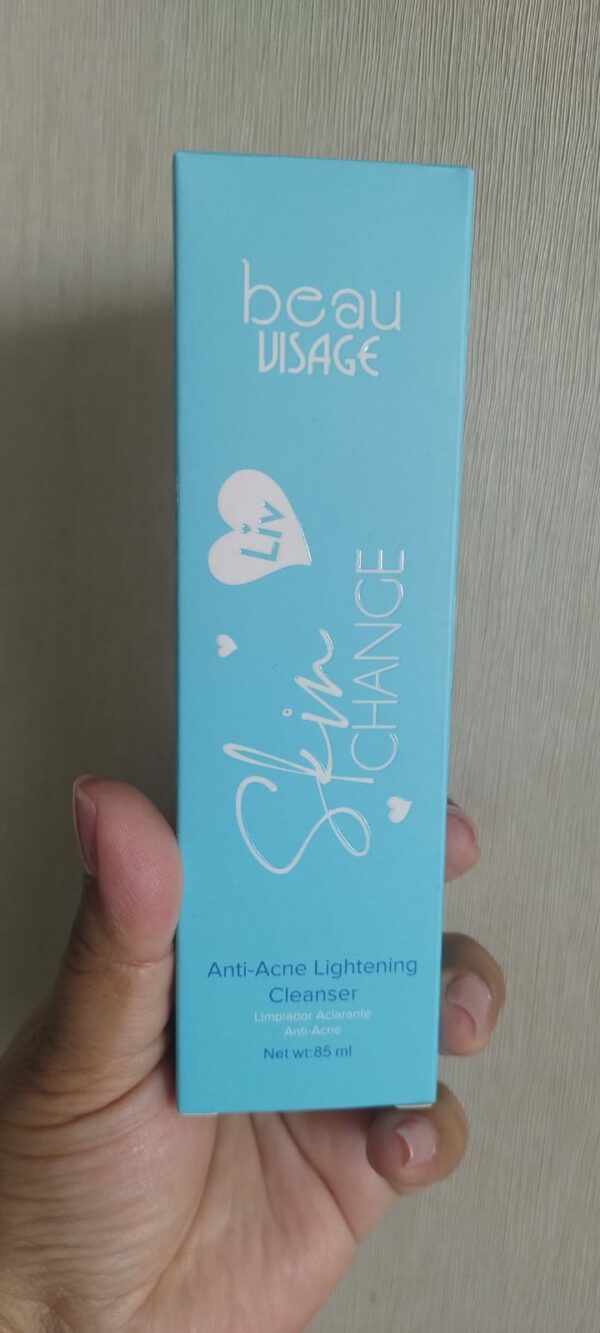 beau
VISAGE
Liv
Skin
CHANGE
Anti-Acne Lightening
Cleanser
Limpiador Aclarante
Anti-Acne
Net wt:85 ml